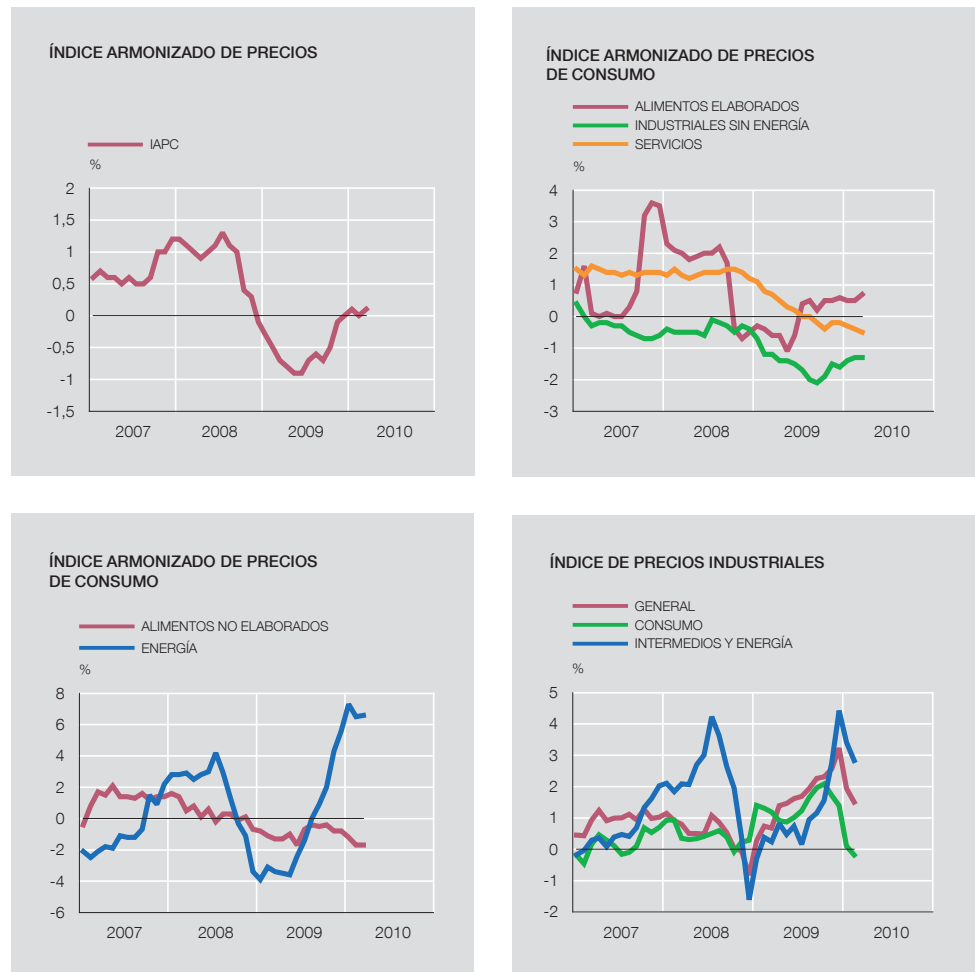 ÍNDICE ARMONIZADO DE PRECIOS
IAPC
%
2
1,5
1
0,5
0
-0,5
-1
-1,5
2007 2008 2009 2010
ÍNDICE ARMONIZADO DE PRECIOS
DE CONSUMO
ALIMENTOS ELABORADOS
INDUSTRIALES SIN ENERGÍA
SERVICIOS
%
4
3
2
1
0
-1
-2
-3
2007 2008 2009 2010
ÍNDICE ARMONIZADO DE PRECIOS
DE CONSUMO
ALIMENTOS NO ELABORADOS
ENERGÍA
%
8
6
4
2
0
-2
-4
-6
2007 2008 2009 2010
ÍNDICE DE PRECIOS INDUSTRIALES
GENERAL
CONSUMO
INTERMEDIOS Y ENERGÍA
%
5
4
3
2
1
0
-1
-2
2007 2008 2009 2010